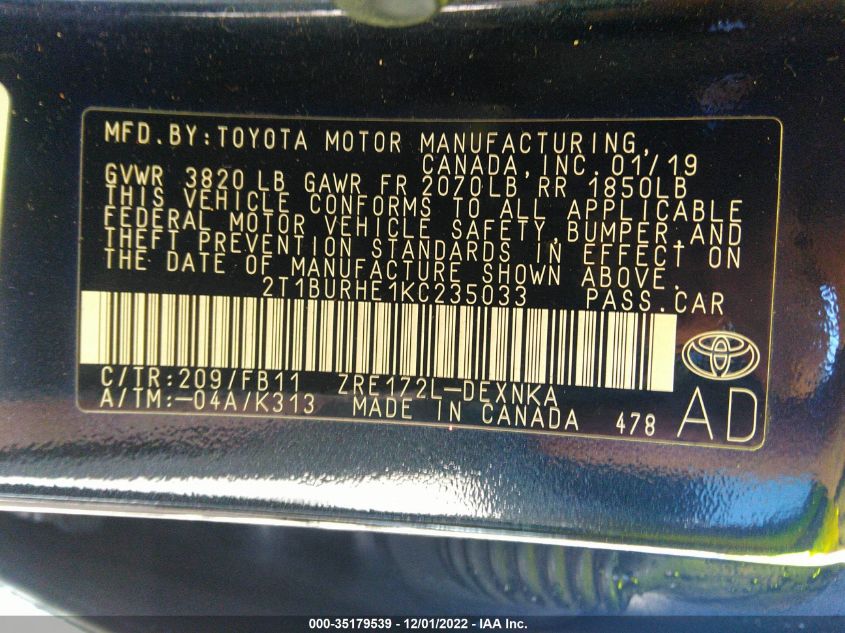 MFD.BY:TOYOTA MOTOR MANUFACTURING,
CANADA,INC. 01/19
GVWR 3820 LB GAWR FR 2070LB RR 1850LB
THIS VEHICLE CONFORMS TO ALL APPLICABLE
FEDERAL MOTOR VEHICLE SAFETY,BUMPER,AND
THEFT PREVENTION STANDARDS IN EFFECT ON
THE DATE OF MANUFACTURE SHOWN ABOVE.
2T1BURHE1KC235033 PASS.CAR
C/TR:209/FB11 ZRE172L-DEXNKA
A/TM:-04A/K313 MADE IN CANADA 478 AD
000-35179539 - 12/01/2022 - IAA Inc.